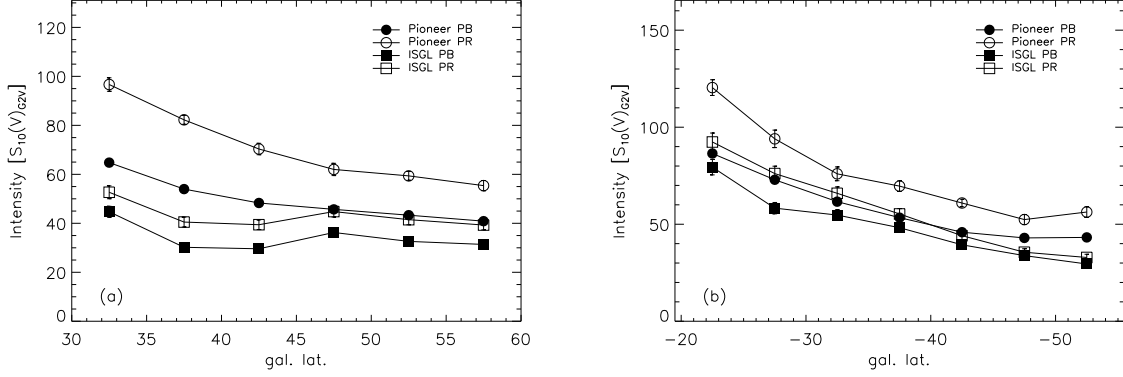 Intensity [S10(V)G2V]
120
100
80
60
40
20
0
Pioneer PB
Pioneer PR
ISGL PB
ISGL PR
(a)
30 35 40 45 50 55 60
gal. lat.
Intensity [S10(V)G2V]
150
100
50
0
Pioneer PB
Pioneer PR
ISGL PB
ISGL PR
(b)
−20 −30 −40 −50
gal. lat.